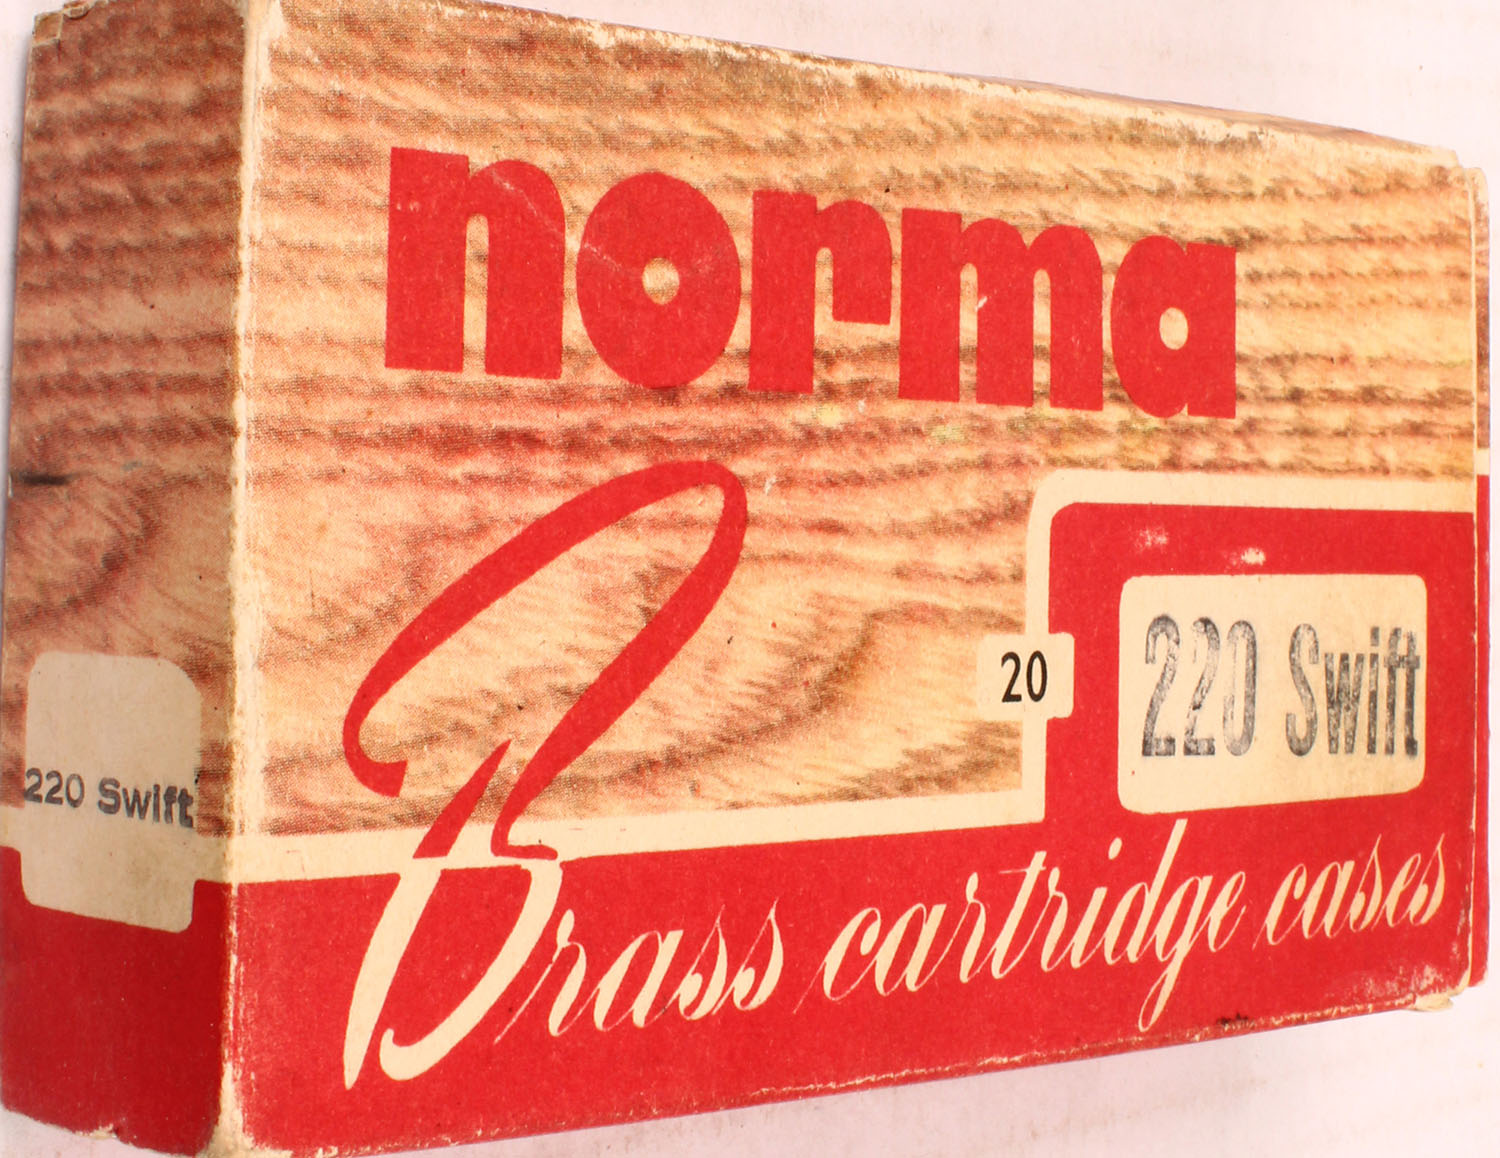 norma
20
220 Swift
Brass cartridge cases
220 Swift